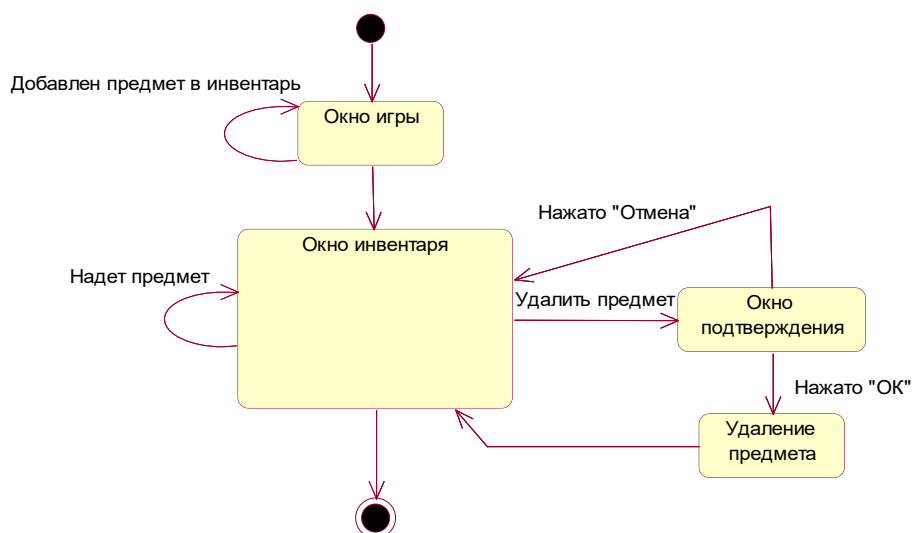 Добавлен предмет в инвентарь
Окно игры
Нажато "Отмена"
Окно инвентаря
Надет предмет
Удалить предмет
Окно
подтверждения
Нажато "ОК"
Удаление
предмета